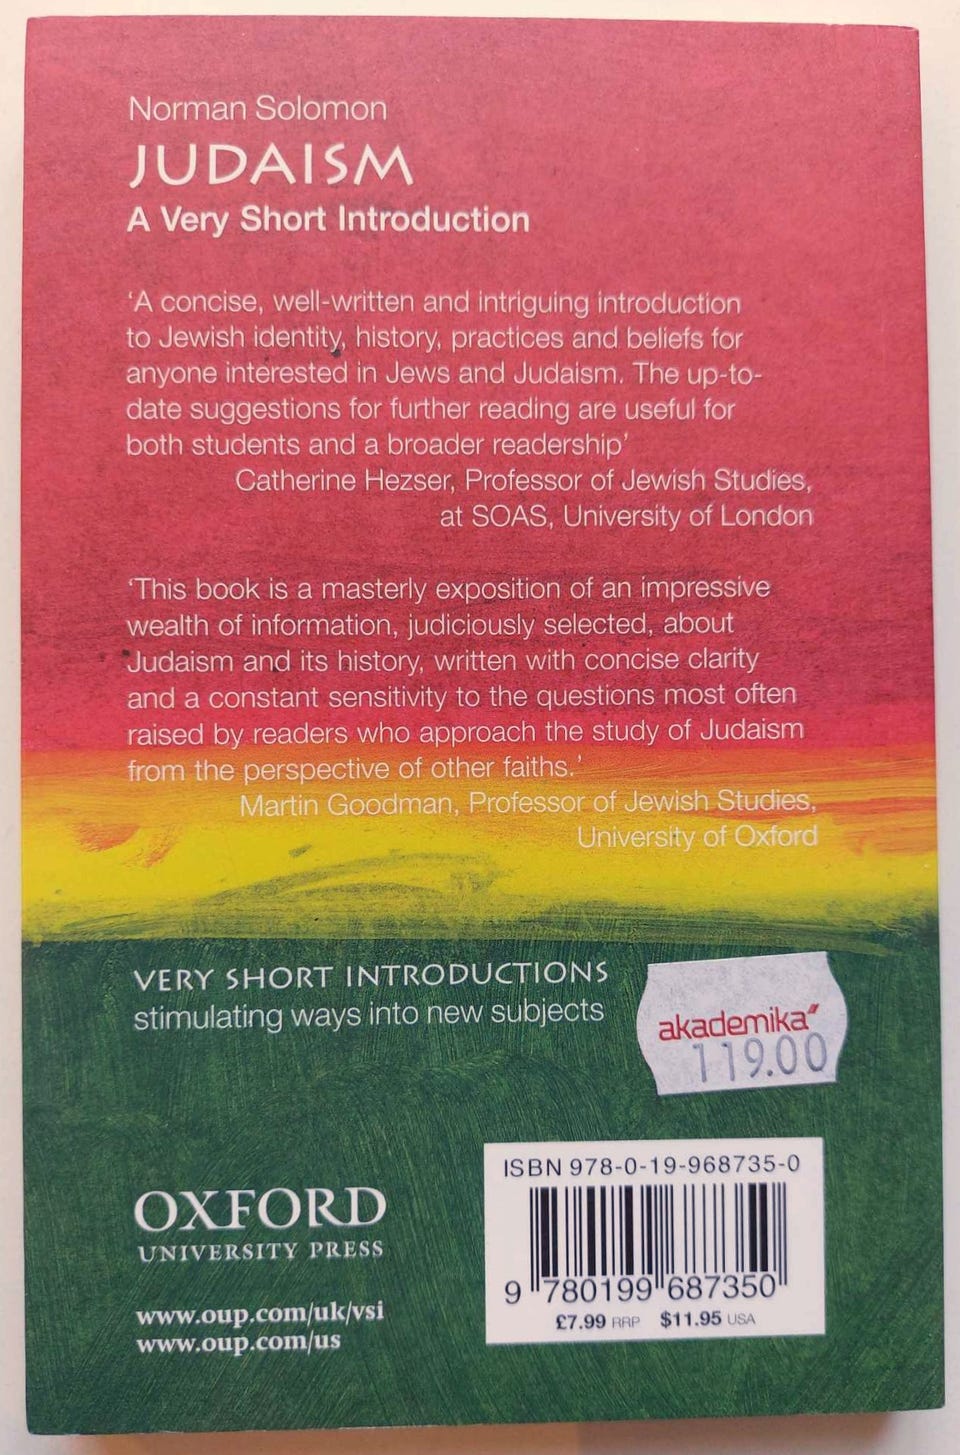 Norman Solomon
JUDAISM
A Very Short Introduction
‘A concise, well-written and intriguing introduction
to Jewish identity, history, practices and beliefs for
anyone interested in Jews and Judaism. The up-to-
date suggestions for further reading are useful for
both students and a broader readership’
Catherine Hezser, Professor of Jewish Studies,
at SOAS, University of London
‘This book is a masterly exposition of an impressive
wealth of information, judiciously selected, about
Judaism and its history, written with concise clarity
and a constant sensitivity to the questions most often
raised by readers who approach the study of Judaism
from the perspective of other faiths.’
Martin Goodman, Professor of Jewish Studies,
University of Oxford
VERY SHORT INTRODUCTIONS
stimulating ways into new subjects
akademika
119.00
OXFORD
UNIVERSITY PRESS
www.oup.com/uk/vsi
www.oup.com/us
ISBN 978-0-19-968735-0
9 780199 687350
£7.99 RRP $11.95 USA